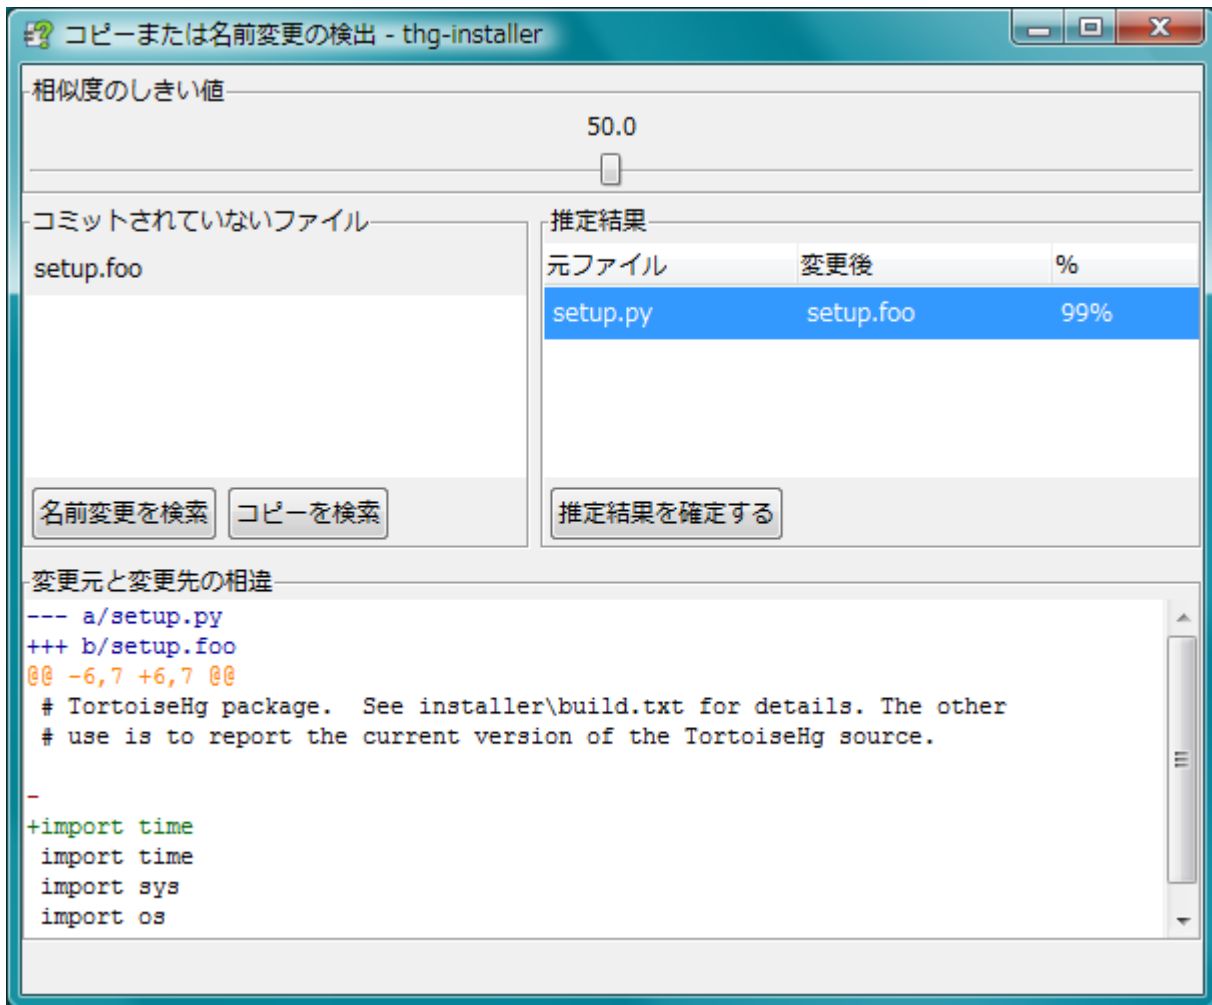 コピーまたは名前変更の検出 - thg-installer
相似度のしきい値
50.0
コミットされていないファイル
setup.foo
名前変更を検索 コピーを検索
推定結果
元ファイル 変更後 %
setup.py setup.foo 99%
推定結果を確定する
変更元と変更先の相違
--- a/setup.py
+++ b/setup.foo
@@ -6,7 +6,7 @@
 # TortoiseHg package.  See installer\build.txt for details. The other
 # use is to report the current version of the TortoiseHg source.
-
+import time
 import time
 import sys
 import os